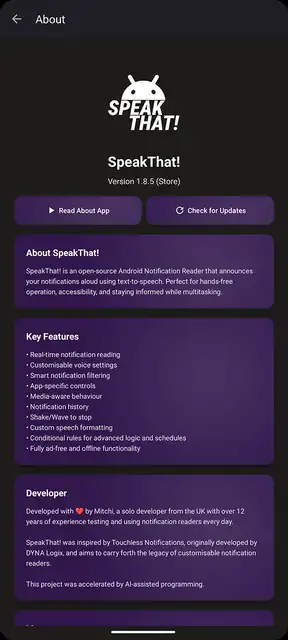 About
SPEAK
THAT!
SpeakThat!
Version 1.8.5 (Store)
Read About App
Check for Updates
About SpeakThat!
SpeakThat! is an open-source Android Notification Reader that announces
your notifications aloud using text-to-speech. Perfect for hands-free
operation, accessibility, and staying informed while multitasking.
Key Features
• Real-time notification reading
• Customisable voice settings
• Smart notification filtering
• App-specific controls
• Media-aware behaviour
• Notification history
• Shake/Wave to stop
• Custom speech formatting
• Conditional rules for advanced logic and schedules
• Fully ad-free and offline functionality
Developer
Developed with ❤️ by Mitchi, a solo developer from the UK with over 12
years of experience testing and using notification readers every day.
SpeakThat! was inspired by Touchless Notifications, originally developed by
DYNA Logix, and aims to carry forth the legacy of customisable notification
readers.
This project was accelerated by AI-assisted programming.